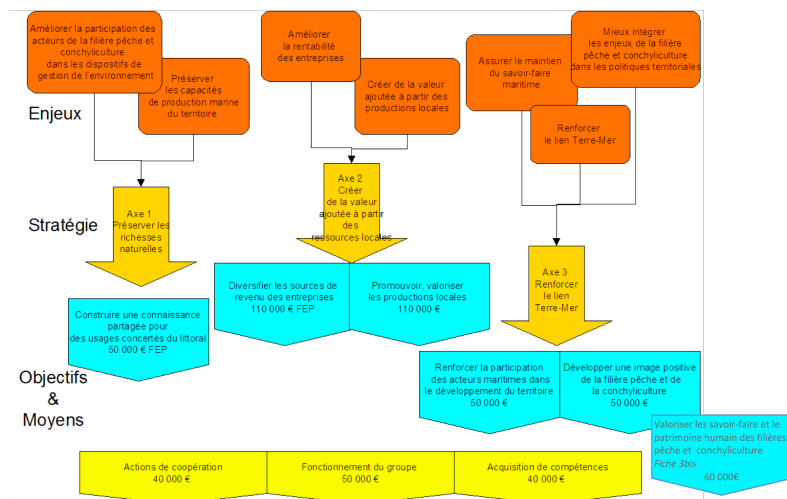 Améliorer la participation des
acteurs de la filière pêche et
conchyliculture
dans les dispositifs de
gestion de l'environnement
Préserver
les capacités
de production marine
du territoire
Améliorer
la rentabilité
des entreprises
Créer de la valeur
ajoutée à partir des
productions locales
Assurer le maintien
du savoir-faire
maritime
Mieux intégrer
les enjeux de la filière
pêche et conchyliculture
dans les politiques territoriales
Renforcer
le lien Terre-Mer
Enjeux
Stratégie
Axe 1
Préserver les
richesses
naturelles
Axe 2
Créer
de la valeur
ajoutée à partir
des
ressources locales
Axe 3
Renforcer
le lien
Terre-Mer
Objectifs
&
Moyens
Construire une connaissance
partagée pour
des usages concertés du littoral
50 000 € FEP
Diversifier les sources de
revenu des entreprises
110 000 € FEP
Promouvoir, valoriser
les productions locales
110 000 €
Renforcer la participation
des acteurs maritimes dans
le développement du territoire
50 000 €
Développer une image positive
de la filière pêche et de
la conchyliculture
50 000 €
Valoriser les savoir-faire et le
patrimoine humain des filières
pêche et conchyliculture
Fiche 3bis
60 000€
Actions de coopération
40 000 €
Fonctionnement du groupe
50 000 €
Acquisition de compétences
40 000 €